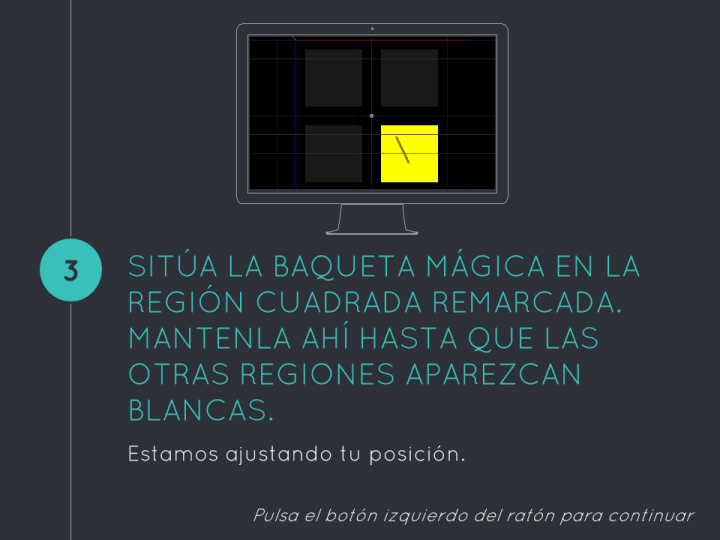 3
SITÚA LA BAQUETA MÁGICA EN LA
REGIÓN CUADRADA REMARCADA.
MANTENLA AHÍ HASTA QUE LAS
OTRAS REGIONES APAREZCAN
BLANCAS.
Estamos ajustando tu posición.
Pulsa el botón izquierdo del ratón para continuar